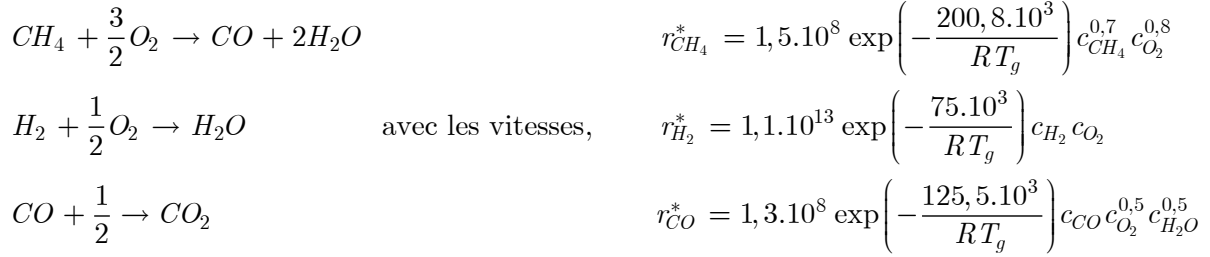 $CH_4 + \frac{3}{2} O_2 \rightarrow CO + 2H_2O$ $r^*_{CH_4} = 1,5.10^8 \exp\left(-\frac{200,8.10^3}{RT_g}\right) c_{CH_4}^{0,7} c_{O_2}^{0,8}$
$H_2 + \frac{1}{2} O_2 \rightarrow H_2O$ avec les vitesses, $r^*_{H_2} = 1,1.10^{13} \exp\left(-\frac{75.10^3}{RT_g}\right) c_{H_2} c_{O_2}$
$CO + \frac{1}{2} \rightarrow CO_2$ $r^*_{CO} = 1,3.10^8 \exp\left(-\frac{125,5.10^3}{RT_g}\right) c_{CO} c_{O_2}^{0,5} c_{H_2O}^{0,5}$